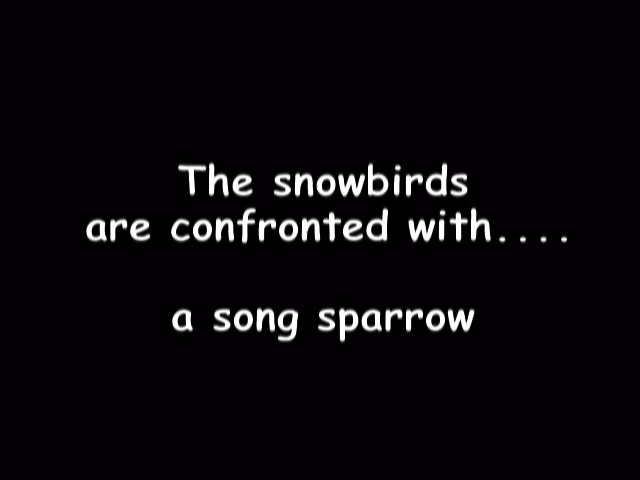 The snowbirds
are confronted with....
a song sparrow